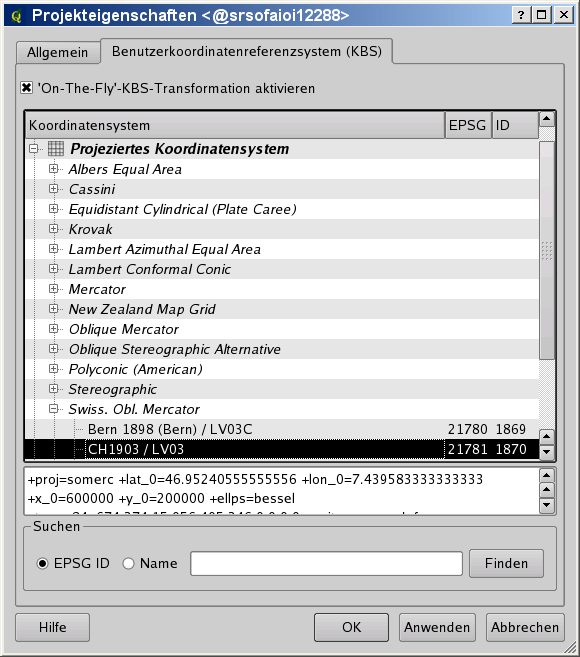 Projekteigenschaften <@srsofaioi12288>
Allgemein
Benutzerkoordinatenreferenzsystem (KBS)
'On-The-Fly'-KBS-Transformation aktivieren
Koordinatensystem EPSG ID
Projeziertes Koordinatensystem
Albers Equal Area
Cassini
Equidistant Cylindrical (Plate Caree)
Krovak
Lambert Azimuthal Equal Area
Lambert Conformal Conic
Mercator
New Zealand Map Grid
Oblique Mercator
Oblique Stereographic Alternative
Polyconic (American)
Stereographic
Swiss. Obl. Mercator
Bern 1898 (Bern) / LV03C 21780 1869
CH1903 / LV03 21781 1870
+proj=somerc +lat_0=46.95240555555556 +lon_0=7.439583333333333
+x_0=600000 +y_0=200000 +ellps=bessel
Suchen
EPSG ID Name Finden
Hilfe OK Anwenden Abbrechen